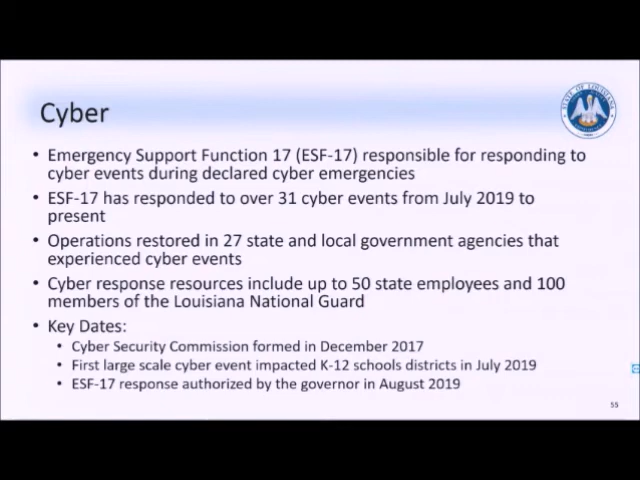 Cyber
STATE OF LOUISIANA
• Emergency Support Function 17 (ESF-17) responsible for responding to
cyber events during declared cyber emergencies
• ESF-17 has responded to over 31 cyber events from July 2019 to
present
• Operations restored in 27 state and local government agencies that
experienced cyber events
• Cyber response resources include up to 50 state employees and 100
members of the Louisiana National Guard
• Key Dates:
• Cyber Security Commission formed in December 2017
• First large scale cyber event impacted K-12 schools districts in July 2019
• ESF-17 response authorized by the governor in August 2019
55